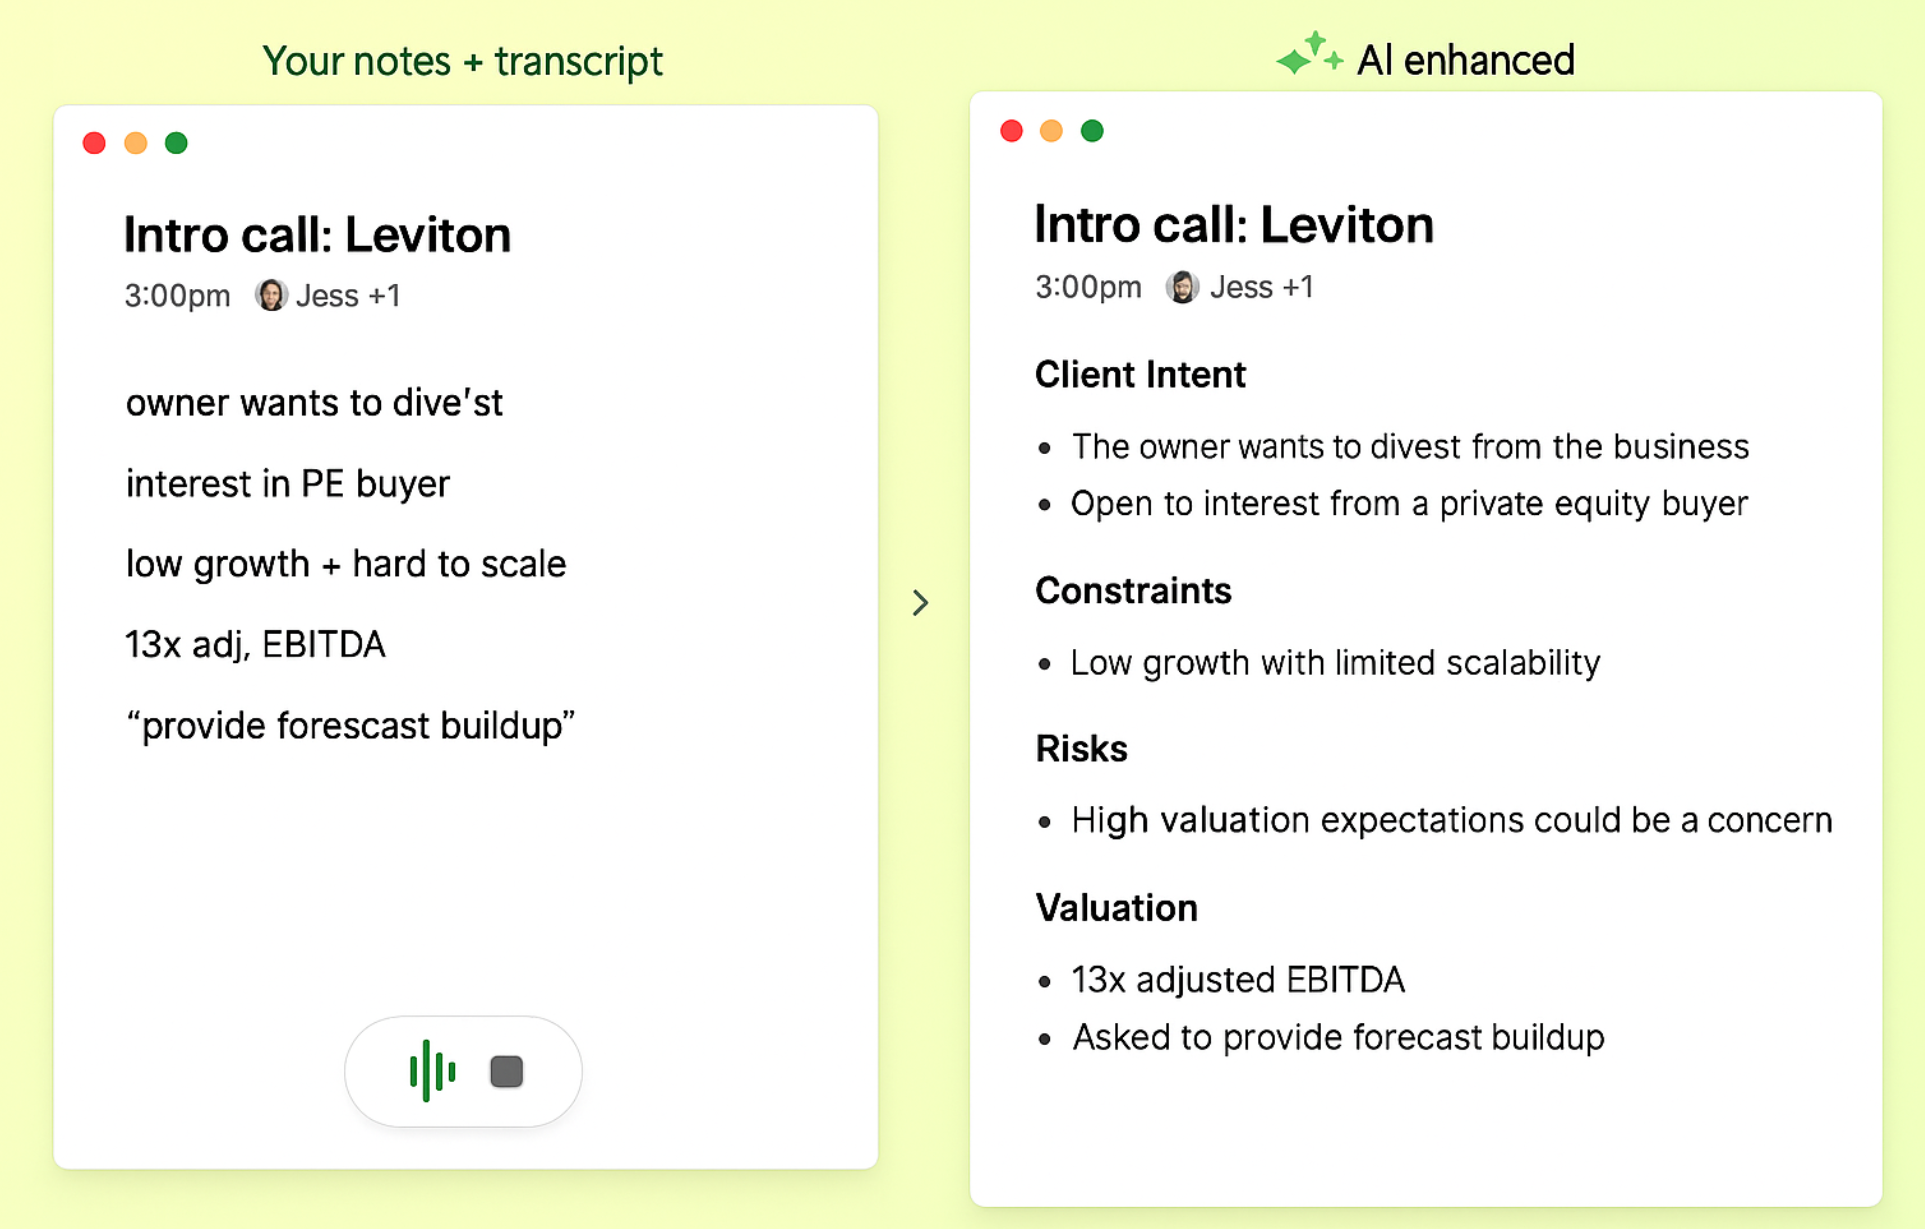 Your notes + transcript
Intro call: Leviton
3:00pm Jess +1
owner wants to dive'st
interest in PE buyer
low growth + hard to scale
13x adj, EBITDA
“provide forescast buildup”
AI enhanced
Intro call: Leviton
3:00pm Jess +1
Client Intent
• The owner wants to divest from the business
• Open to interest from a private equity buyer
Constraints
• Low growth with limited scalability
Risks
• High valuation expectations could be a concern
Valuation
• 13x adjusted EBITDA
• Asked to provide forecast buildup